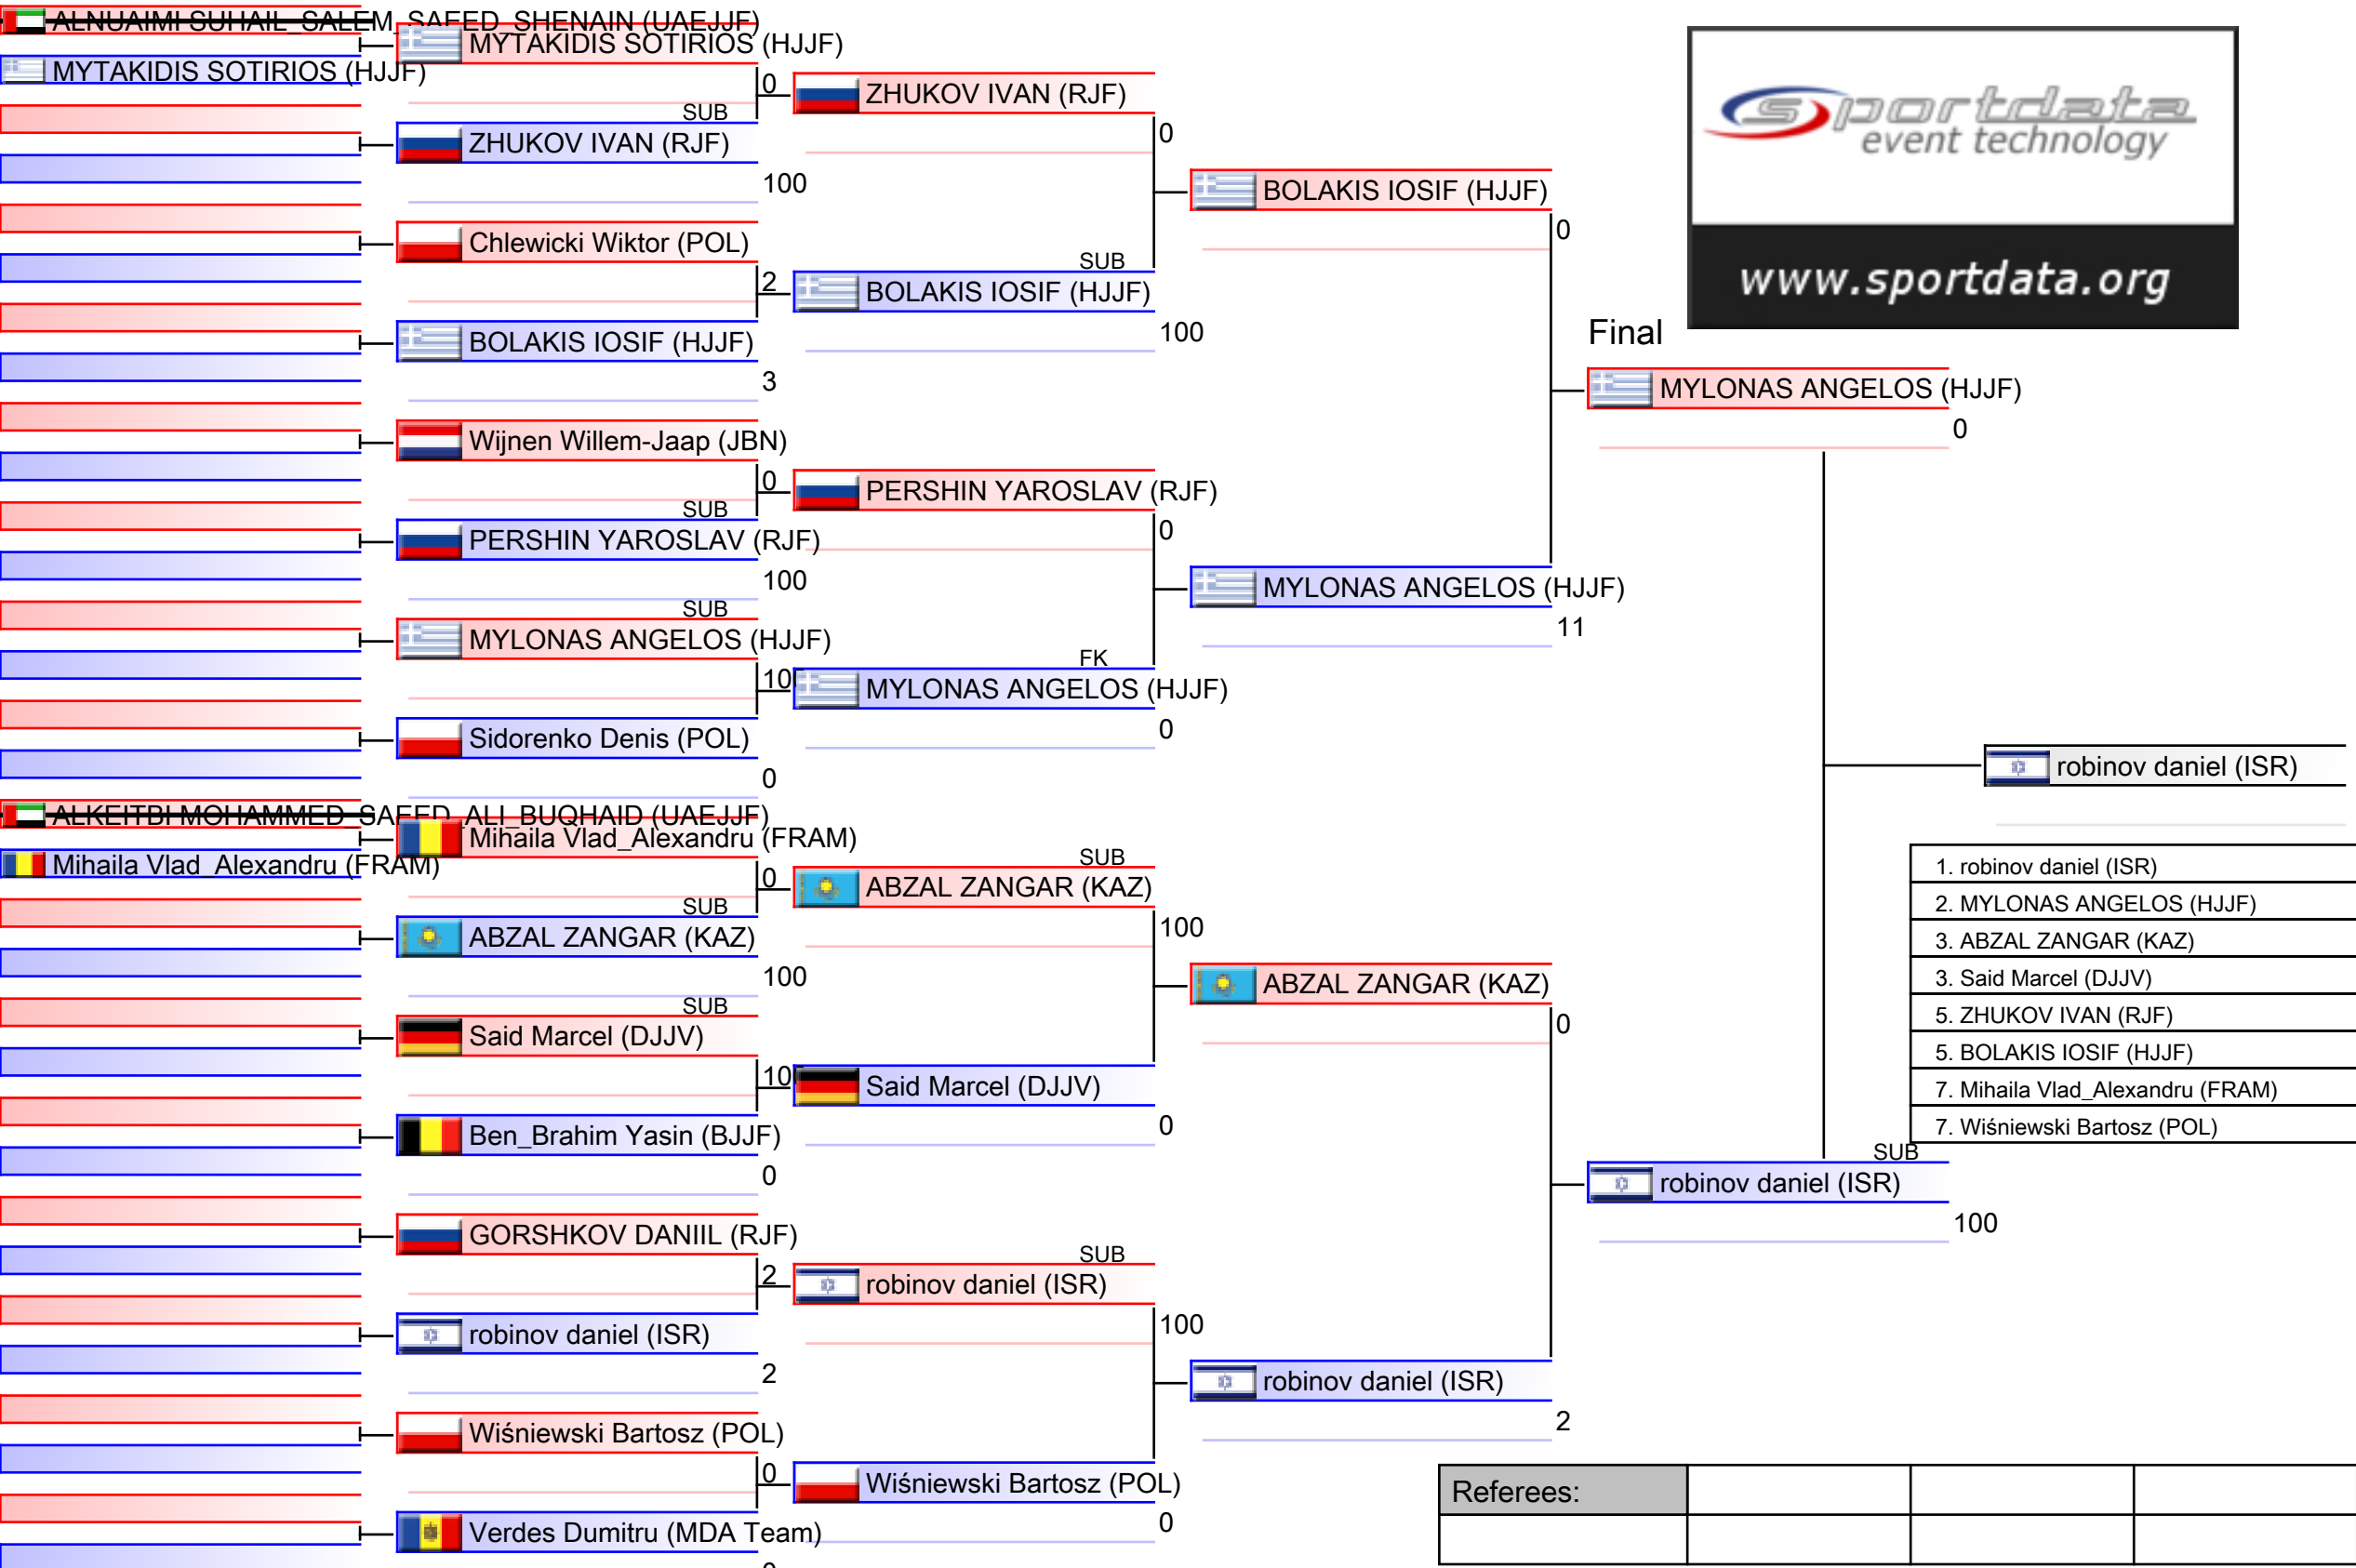 ALNUAIMI SUHAIL_SALEM_SAEED_SHENAIN (UAEJJF)
MYTAKIDIS SOTIRIOS (HJJF)
MYTAKIDIS SOTIRIOS (HJJF)
0
SUB
ZHUKOV IVAN (RJF)
100
Chlewicki Wiktor (POL)
2
BOLAKIS IOSIF (HJJF)
3
Wijnen Willem-Jaap (JBN)
0
SUB
PERSHIN YAROSLAV (RJF)
100
SUB
MYLONAS ANGELOS (HJJF)
10
Sidorenko Denis (POL)
0
ALKEITBI MOHAMMED_SAEED_ALI_BUQHAID (UAEJJF)
Mihaila Vlad_Alexandru (FRAM)
Mihaila Vlad_Alexandru (FRAM)
0
SUB
ABZAL ZANGAR (KAZ)
100
SUB
Said Marcel (DJJV)
10
Ben_Brahim Yasin (BJJF)
0
GORSHKOV DANIIL (RJF)
2
robinov daniel (ISR)
2
Wiśniewski Bartosz (POL)
0
Verdes Dumitru (MDA Team)
ZHUKOV IVAN (RJF)
0
SUB
BOLAKIS IOSIF (HJJF)
100
PERSHIN YAROSLAV (RJF)
0
FK
MYLONAS ANGELOS (HJJF)
0
SUB
ABZAL ZANGAR (KAZ)
100
Said Marcel (DJJV)
0
SUB
robinov daniel (ISR)
100
Wiśniewski Bartosz (POL)
0
BOLAKIS IOSIF (HJJF)
0
MYLONAS ANGELOS (HJJF)
11
ABZAL ZANGAR (KAZ)
0
robinov daniel (ISR)
2
Final
MYLONAS ANGELOS (HJJF)
0
SUB
robinov daniel (ISR)
100
robinov daniel (ISR)
sportdata
event technology
www.sportdata.org
1. robinov daniel (ISR)
2. MYLONAS ANGELOS (HJJF)
3. ABZAL ZANGAR (KAZ)
3. Said Marcel (DJJV)
5. ZHUKOV IVAN (RJF)
5. BOLAKIS IOSIF (HJJF)
7. Mihaila Vlad_Alexandru (FRAM)
7. Wiśniewski Bartosz (POL)
Referees: